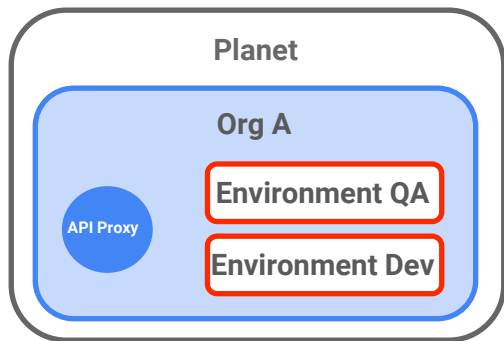 Planet
Org A
Environment QA
API Proxy
Environment Dev